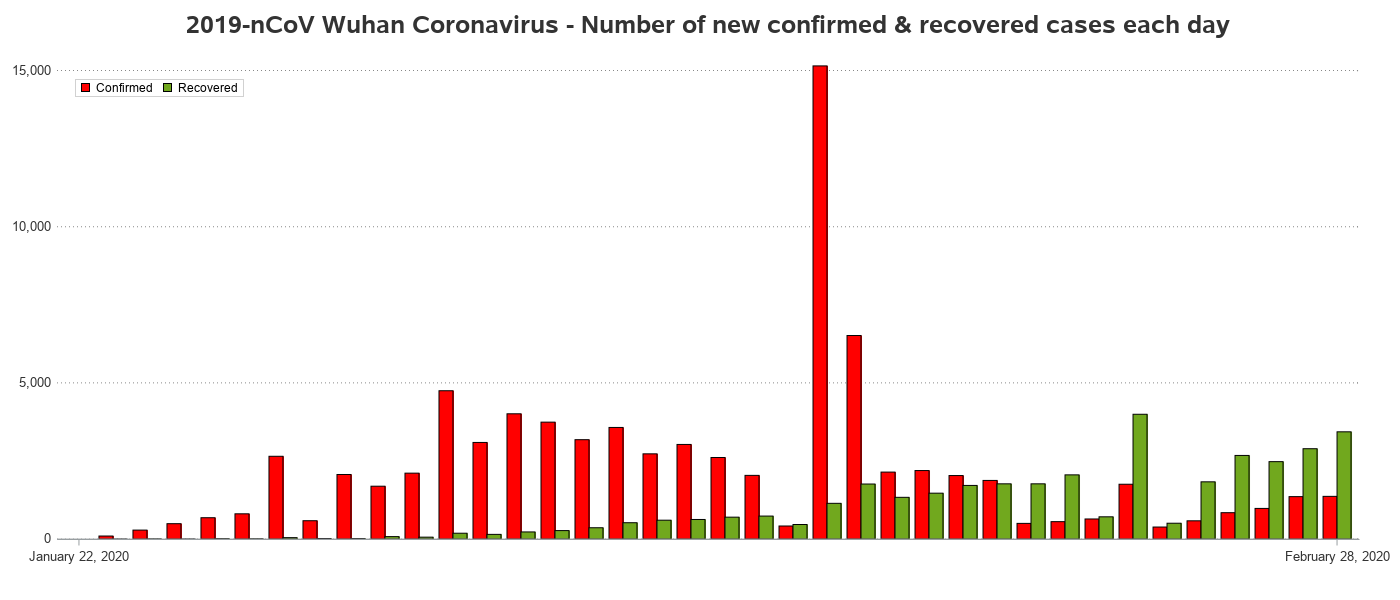 2019-nCoV Wuhan Coronavirus - Number of new confirmed & recovered cases each day
15,000
Confirmed Recovered
10,000
5,000
0
January 22, 2020 February 28, 2020